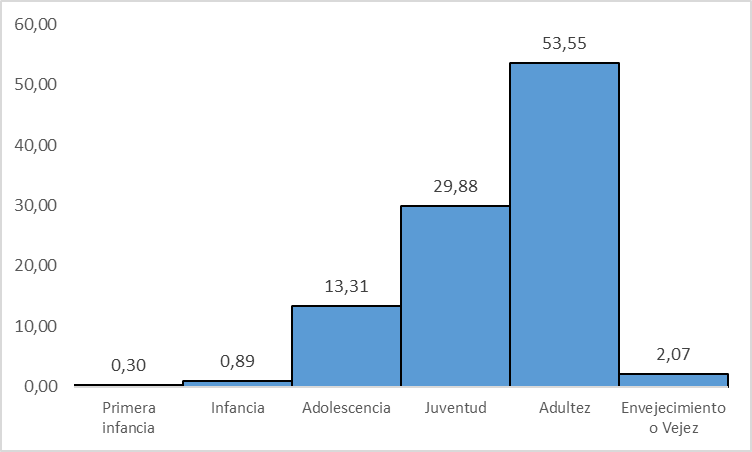 60,00
50,00
40,00
30,00
20,00
10,00
0,00
0,30
0,89
13,31
29,88
53,55
2,07
Primera
infancia
Infancia
Adolescencia
Juventud
Adultez
Envejecimiento
o Vejez